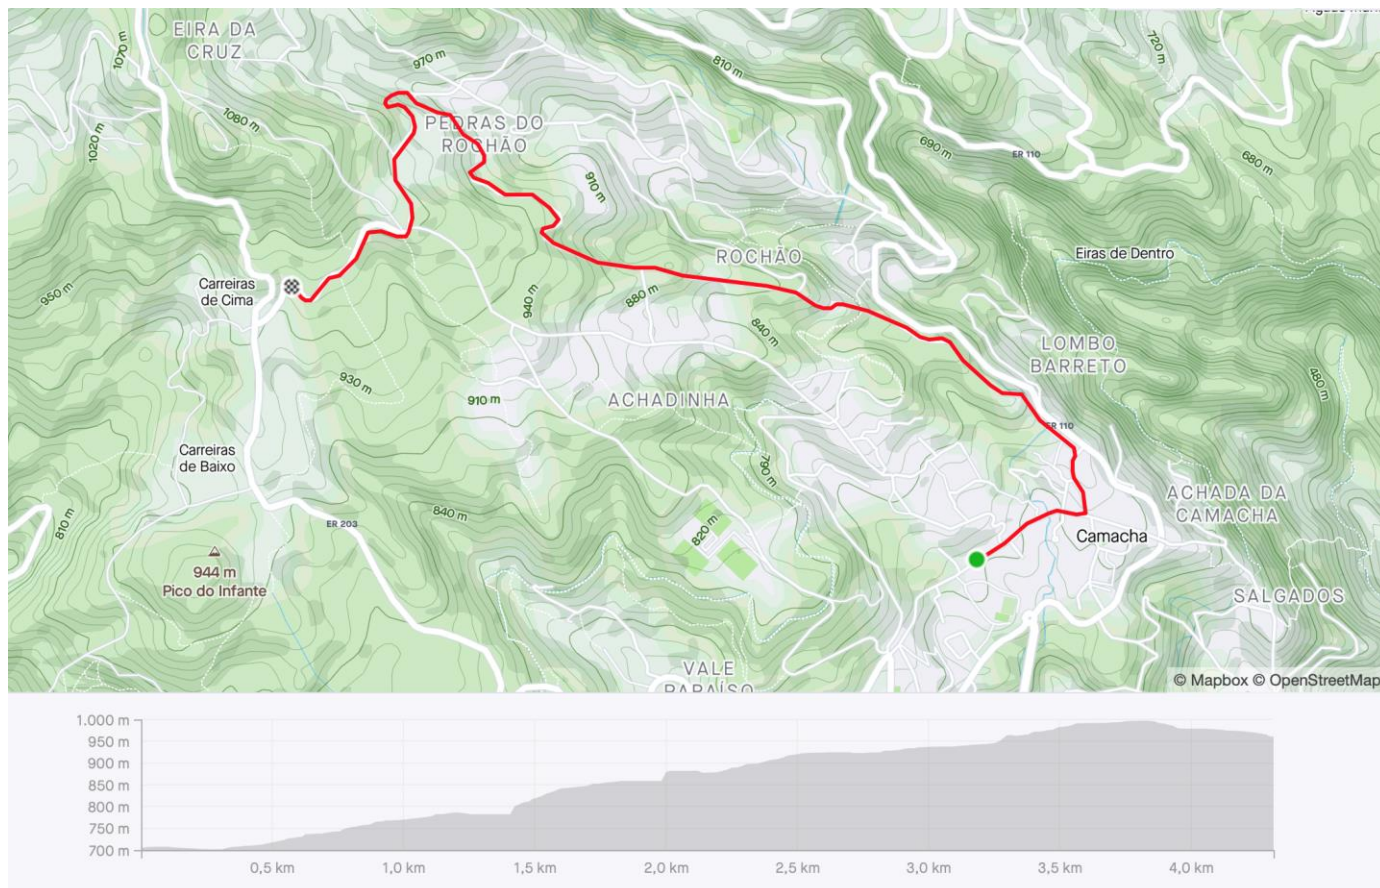 EIRA DA
CRUZ
1070 m
970 m
810 m
720 m
1080 m
1020 m
PEDRAS DO
ROCHÃO
690 m
ER 110
680 m
910 m
ROCHÃO
Eiras de Dentro
Carreiras
de Cima
950 m
940 m
880 m
840 m
LOMBO
BARRETO
480 m
930 m
910 m
ACHADINHA
ER 110
Carreiras
de Baixo
790 m
ACHADA DA
CAMACHA
810 m
840 m
ER 203
820 m
Camacha
944 m
Pico do Infante
SALGADOS
VALE
PARAÍSO
© Mapbox © OpenStreetMap
1.000 m
950 m
900 m
850 m
800 m
750 m
700 m
0,5 km
1,0 km
1,5 km
2,0 km
2,5 km
3,0 km
3,5 km
4,0 km